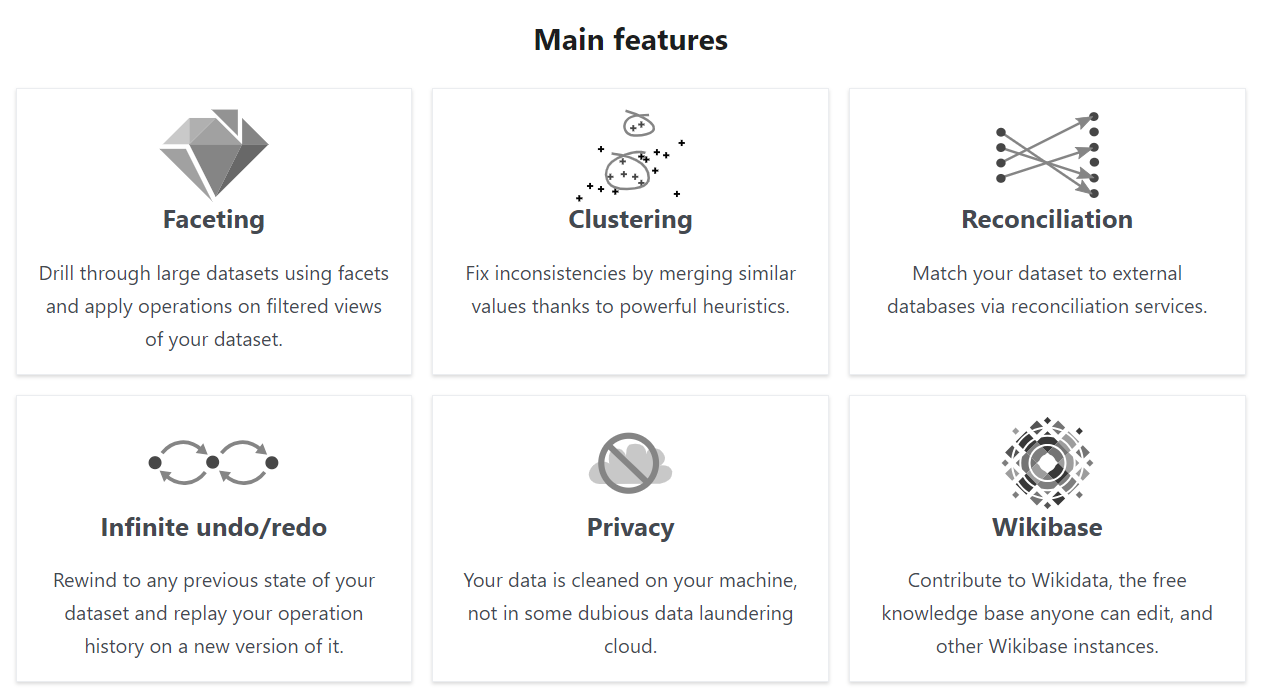 Main features
Faceting
Drill through large datasets using facets
and apply operations on filtered views
of your dataset.
Clustering
Fix inconsistencies by merging similar
values thanks to powerful heuristics.
Reconciliation
Match your dataset to external
databases via reconciliation services.
Infinite undo/redo
Rewind to any previous state of your
dataset and replay your operation
history on a new version of it.
Privacy
Your data is cleaned on your machine,
not in some dubious data laundering
cloud.
Wikibase
Contribute to Wikidata, the free
knowledge base anyone can edit, and
other Wikibase instances.